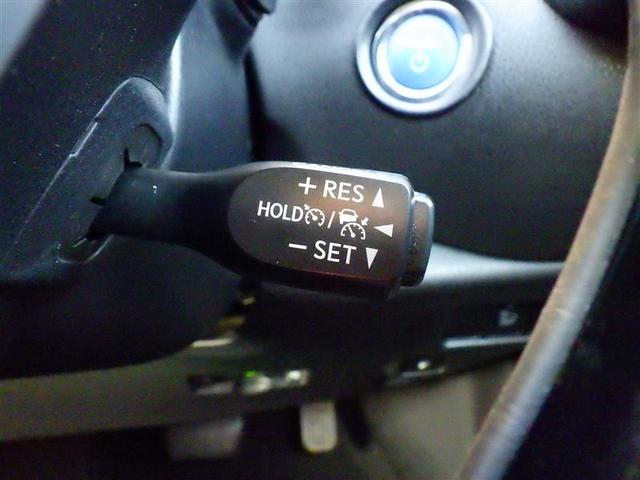 + RES ▲
HOLD / ◀
− SET ▼